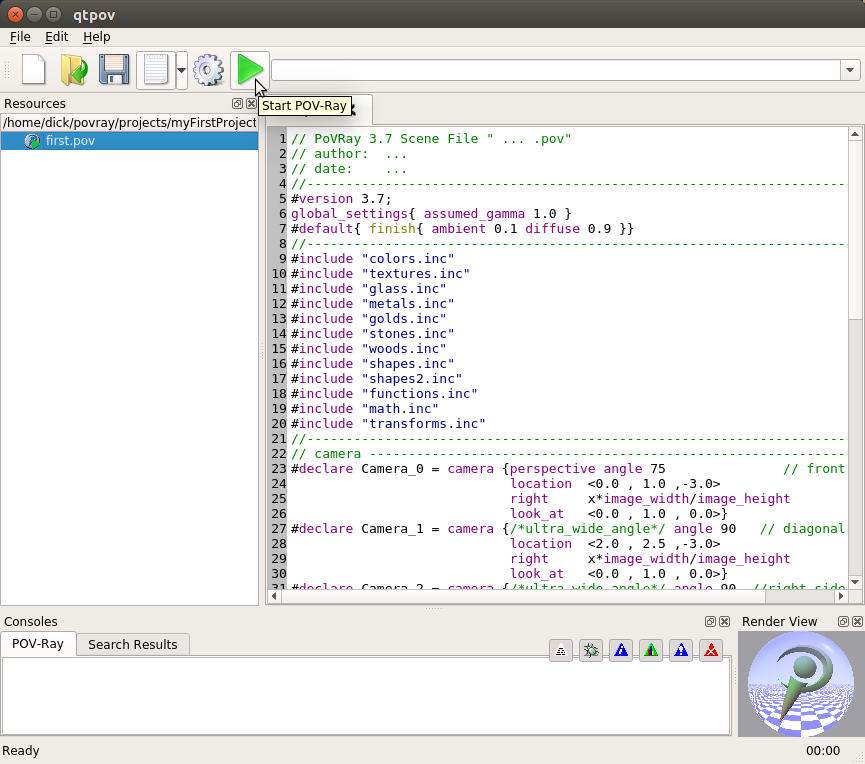 qtpov
File Edit Help
Start POV-Ray
Resources
/home/dick/povray/projects/myFirstProject
first.pov
1 // PoVRay 3.7 Scene File " ... .pov"
2 // author:  ...
3 // date:    ...
4 //----------------------------------------------------------------------
5 #version 3.7;
6 global_settings{ assumed_gamma 1.0 }
7 #default{ finish{ ambient 0.1 diffuse 0.9 }}
8 //----------------------------------------------------------------------
9 #include "colors.inc"
10 #include "textures.inc"
11 #include "glass.inc"
12 #include "metals.inc"
13 #include "golds.inc"
14 #include "stones.inc"
15 #include "woods.inc"
16 #include "shapes.inc"
17 #include "shapes2.inc"
18 #include "functions.inc"
19 #include "math.inc"
20 #include "transforms.inc"
21 //----------------------------------------------------------------------
22 // camera --------------------------------------------------------------
23 #declare Camera_0 = camera {perspective angle 75               // front
24                             location  <0.0 , 1.0 ,-3.0>
25                             right     x*image_width/image_height
26                             look_at   <0.0 , 1.0 , 0.0>}
27 #declare Camera_1 = camera {/*ultra_wide_angle*/ angle 90   // diagonal
28                             location  <2.0 , 2.5 ,-3.0>
29                             right     x*image_width/image_height
30                             look_at   <0.0 , 1.0 , 0.0>}
31 #declare Camera_2 = camera {/*ultra_wide_angle*/ angle 90  //right side
Consoles
Render View
POV-Ray
Search Results
Ready
00:00